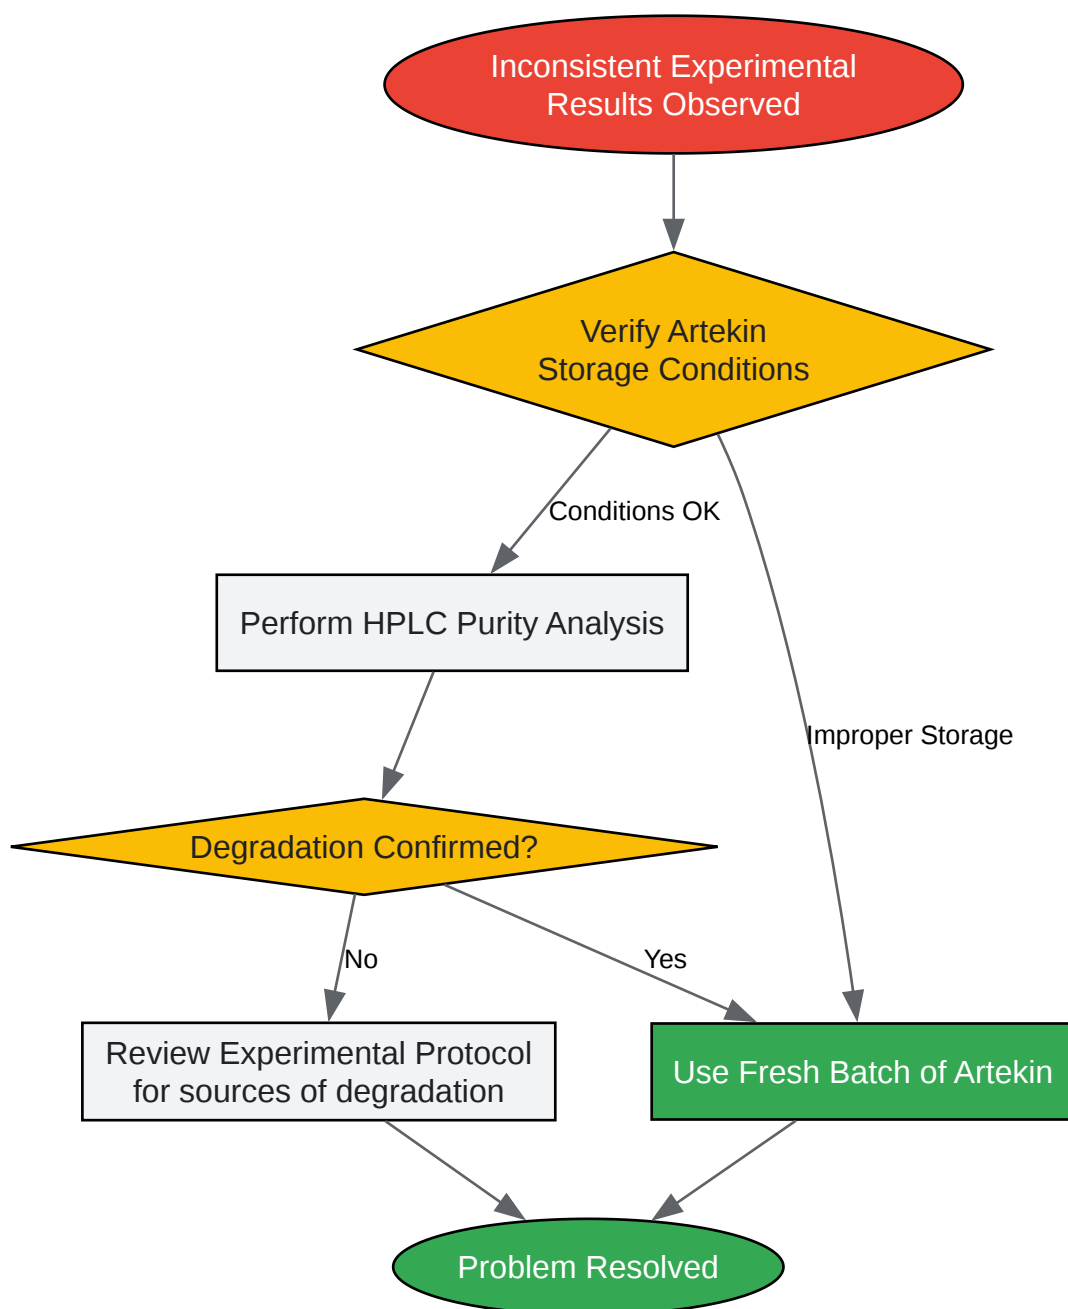 Inconsistent Experimental
Results Observed
Verify Artekin
Storage Conditions
Conditions OK
Perform HPLC Purity Analysis
Improper Storage
Degradation Confirmed?
No
Yes
Review Experimental Protocol
for sources of degradation
Use Fresh Batch of Artekin
Problem Resolved